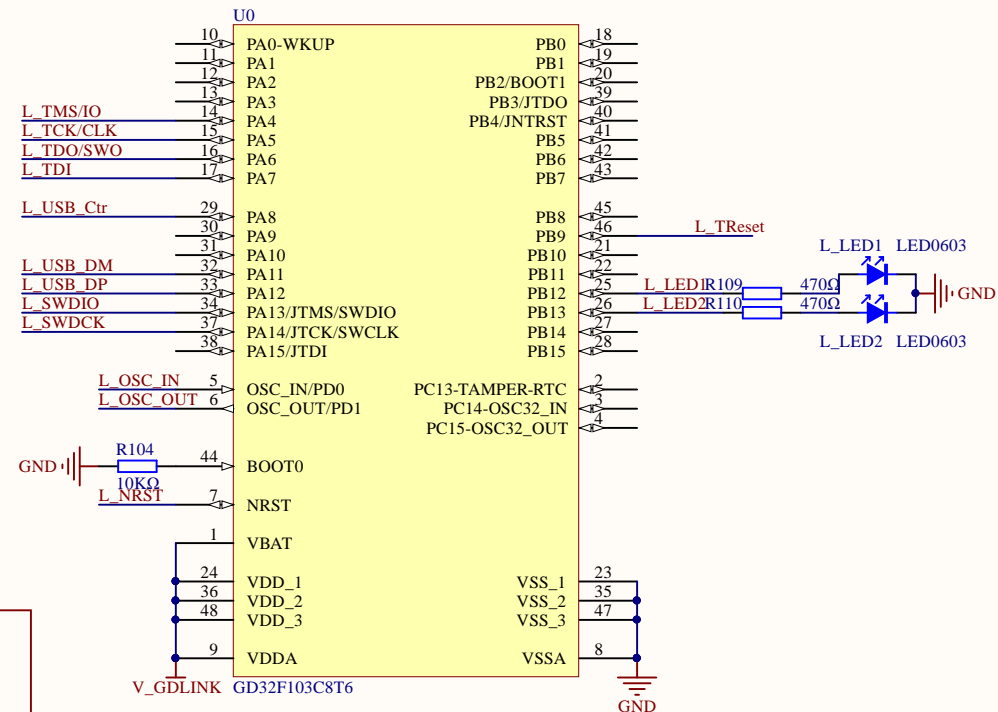 U0
10 PA0-WKUP PB0 18
11 PA1 PB1 19
12 PA2 PB2/BOOT1 20
13 PA3 PB3/JTDO 39
L_TMS/IO 14 PA4 PB4/JNTRST 40
L_TCK/CLK 15 PA5 PB5 41
L_TDO/SWO 16 PA6 PB6 42
L_TDI 17 PA7 PB7 43
L_USB_Ctr 29 PA8 PB8 45
30 PA9 PB9 46 L_TReset
31 PA10 PB10 21 L_LED1 LED0603
L_USB_DM 32 PA11 PB11 22
L_USB_DP 33 PA12 PB12 25 L_LED1 R109 470Ω GND
L_SWDIO 34 PA13/JTMS/SWDIO PB13 26 L_LED2 R110 470Ω
L_SWDCK 37 PA14/JTCK/SWCLK PB14 27
38 PA15/JTDI PB15 28 L_LED2 LED0603
L_OSC_IN 5 OSC_IN/PD0 PC13-TAMPER-RTC 2
L_OSC_OUT 6 OSC_OUT/PD1 PC14-OSC32_IN 3
PC15-OSC32_OUT 4
R104
GND 44 BOOT0
10KΩ
L_NRST 7 NRST
1 VBAT
24 VDD_1 VSS_1 23
36 VDD_2 VSS_2 35
48 VDD_3 VSS_3 47
9 VDDA VSSA 8
V_GDLINK GD32F103C8T6
GND